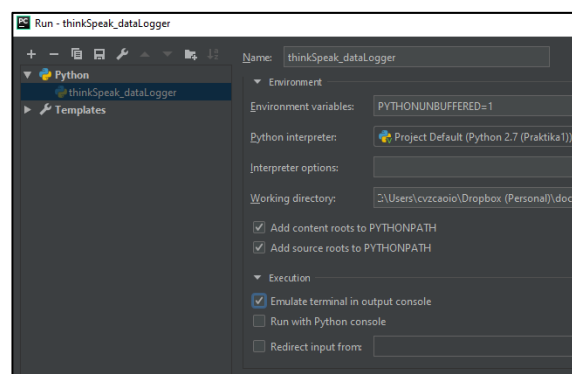 PC Run - thinkSpeak_dataLogger
Name: thinkSpeak_dataLogger
Python
thinkSpeak_dataLogger
Templates
Environment
Environment variables: PYTHONUNBUFFERED=1
Python interpreter: Project Default (Python 2.7 (Praktika1))
Interpreter options:
Working directory: :\Users\cvzcaoio\Dropbox (Personal)\doc
Add content roots to PYTHONPATH
Add source roots to PYTHONPATH
Execution
Emulate terminal in output console
Run with Python console
Redirect input from: